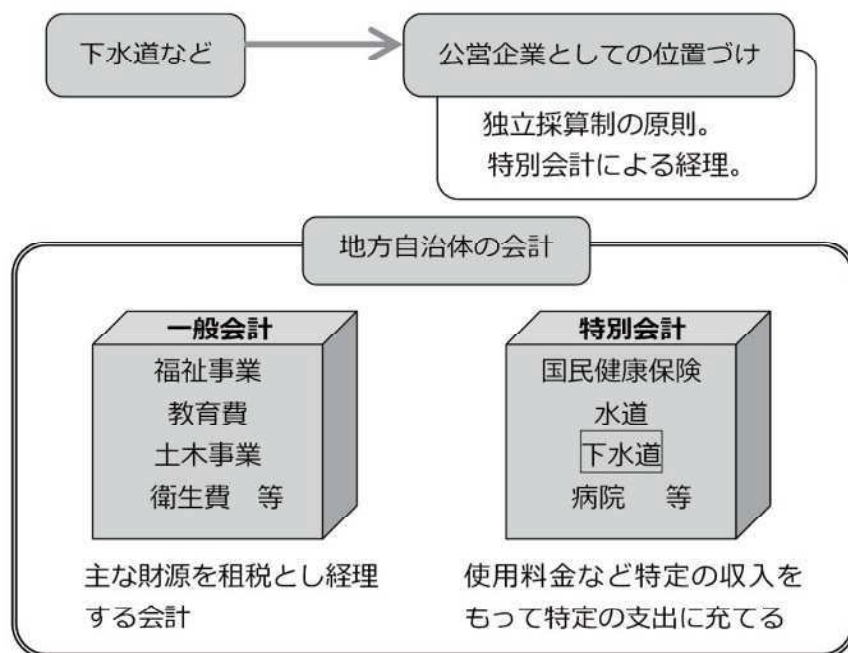 下水道など
公営企業としての位置づけ
独立採算制の原則。
特別会計による経理。
地方自治体の会計
一般会計
福祉事業
教育費
土木事業
衛生費　等
主な財源を租税とし経理
する会計
特別会計
国民健康保険
水道
下水道
病院　等
使用料金など特定の収入を
もって特定の支出に充てる